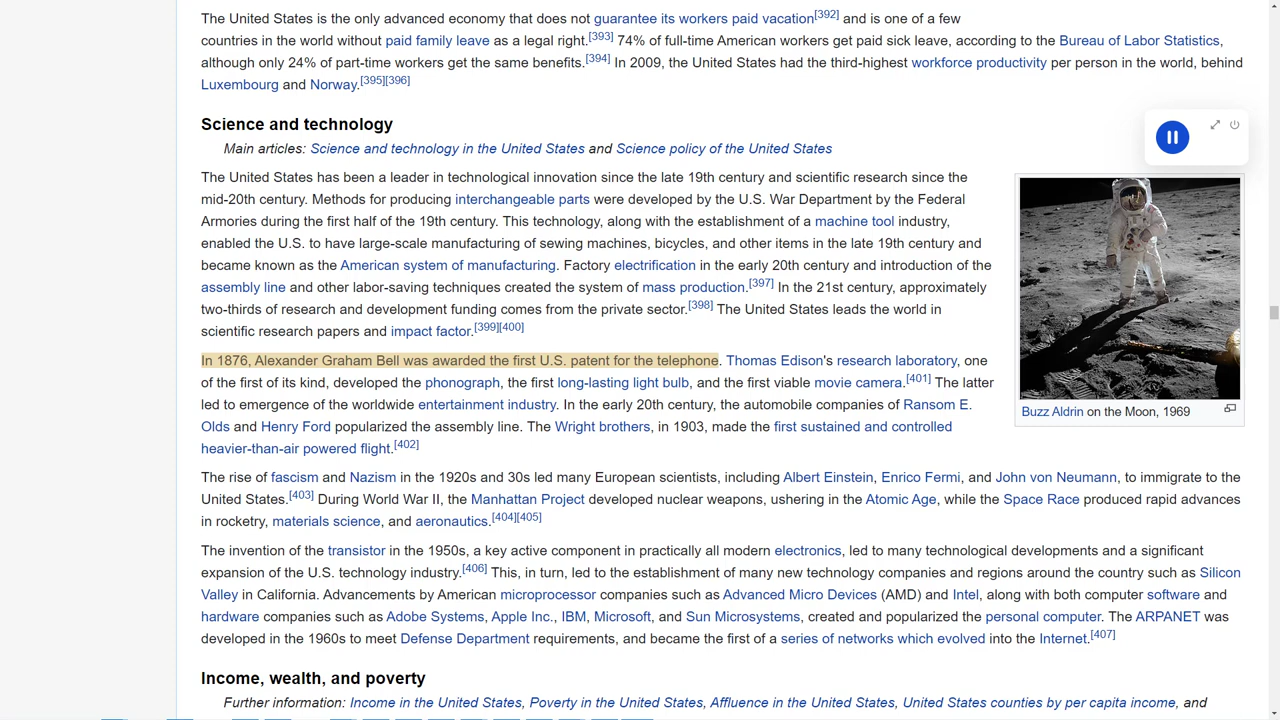 The United States is the only advanced economy that does not guarantee its workers paid vacation[392] and is one of a few
countries in the world without paid family leave as a legal right.[393] 74% of full-time American workers get paid sick leave, according to the Bureau of Labor Statistics,
although only 24% of part-time workers get the same benefits.[394] In 2009, the United States had the third-highest workforce productivity per person in the world, behind
Luxembourg and Norway.[395][396]
Science and technology
Main articles: Science and technology in the United States and Science policy of the United States
The United States has been a leader in technological innovation since the late 19th century and scientific research since the
mid-20th century. Methods for producing interchangeable parts were developed by the U.S. War Department by the Federal
Armories during the first half of the 19th century. This technology, along with the establishment of a machine tool industry,
enabled the U.S. to have large-scale manufacturing of sewing machines, bicycles, and other items in the late 19th century and
became known as the American system of manufacturing. Factory electrification in the early 20th century and introduction of the
assembly line and other labor-saving techniques created the system of mass production.[397] In the 21st century, approximately
two-thirds of research and development funding comes from the private sector.[398] The United States leads the world in
scientific research papers and impact factor.[399][400]
In 1876, Alexander Graham Bell was awarded the first U.S. patent for the telephone. Thomas Edison's research laboratory, one
of the first of its kind, developed the phonograph, the first long-lasting light bulb, and the first viable movie camera.[401] The latter
led to emergence of the worldwide entertainment industry. In the early 20th century, the automobile companies of Ransom E.
Olds and Henry Ford popularized the assembly line. The Wright brothers, in 1903, made the first sustained and controlled
heavier-than-air powered flight.[402]
Buzz Aldrin on the Moon, 1969
The rise of fascism and Nazism in the 1920s and 30s led many European scientists, including Albert Einstein, Enrico Fermi, and John von Neumann, to immigrate to the
United States.[403] During World War II, the Manhattan Project developed nuclear weapons, ushering in the Atomic Age, while the Space Race produced rapid advances
in rocketry, materials science, and aeronautics.[404][405]
The invention of the transistor in the 1950s, a key active component in practically all modern electronics, led to many technological developments and a significant
expansion of the U.S. technology industry.[406] This, in turn, led to the establishment of many new technology companies and regions around the country such as Silicon
Valley in California. Advancements by American microprocessor companies such as Advanced Micro Devices (AMD) and Intel, along with both computer software and
hardware companies such as Adobe Systems, Apple Inc., IBM, Microsoft, and Sun Microsystems, created and popularized the personal computer. The ARPANET was
developed in the 1960s to meet Defense Department requirements, and became the first of a series of networks which evolved into the Internet.[407]
Income, wealth, and poverty
Further information: Income in the United States, Poverty in the United States, Affluence in the United States, United States counties by per capita income, and